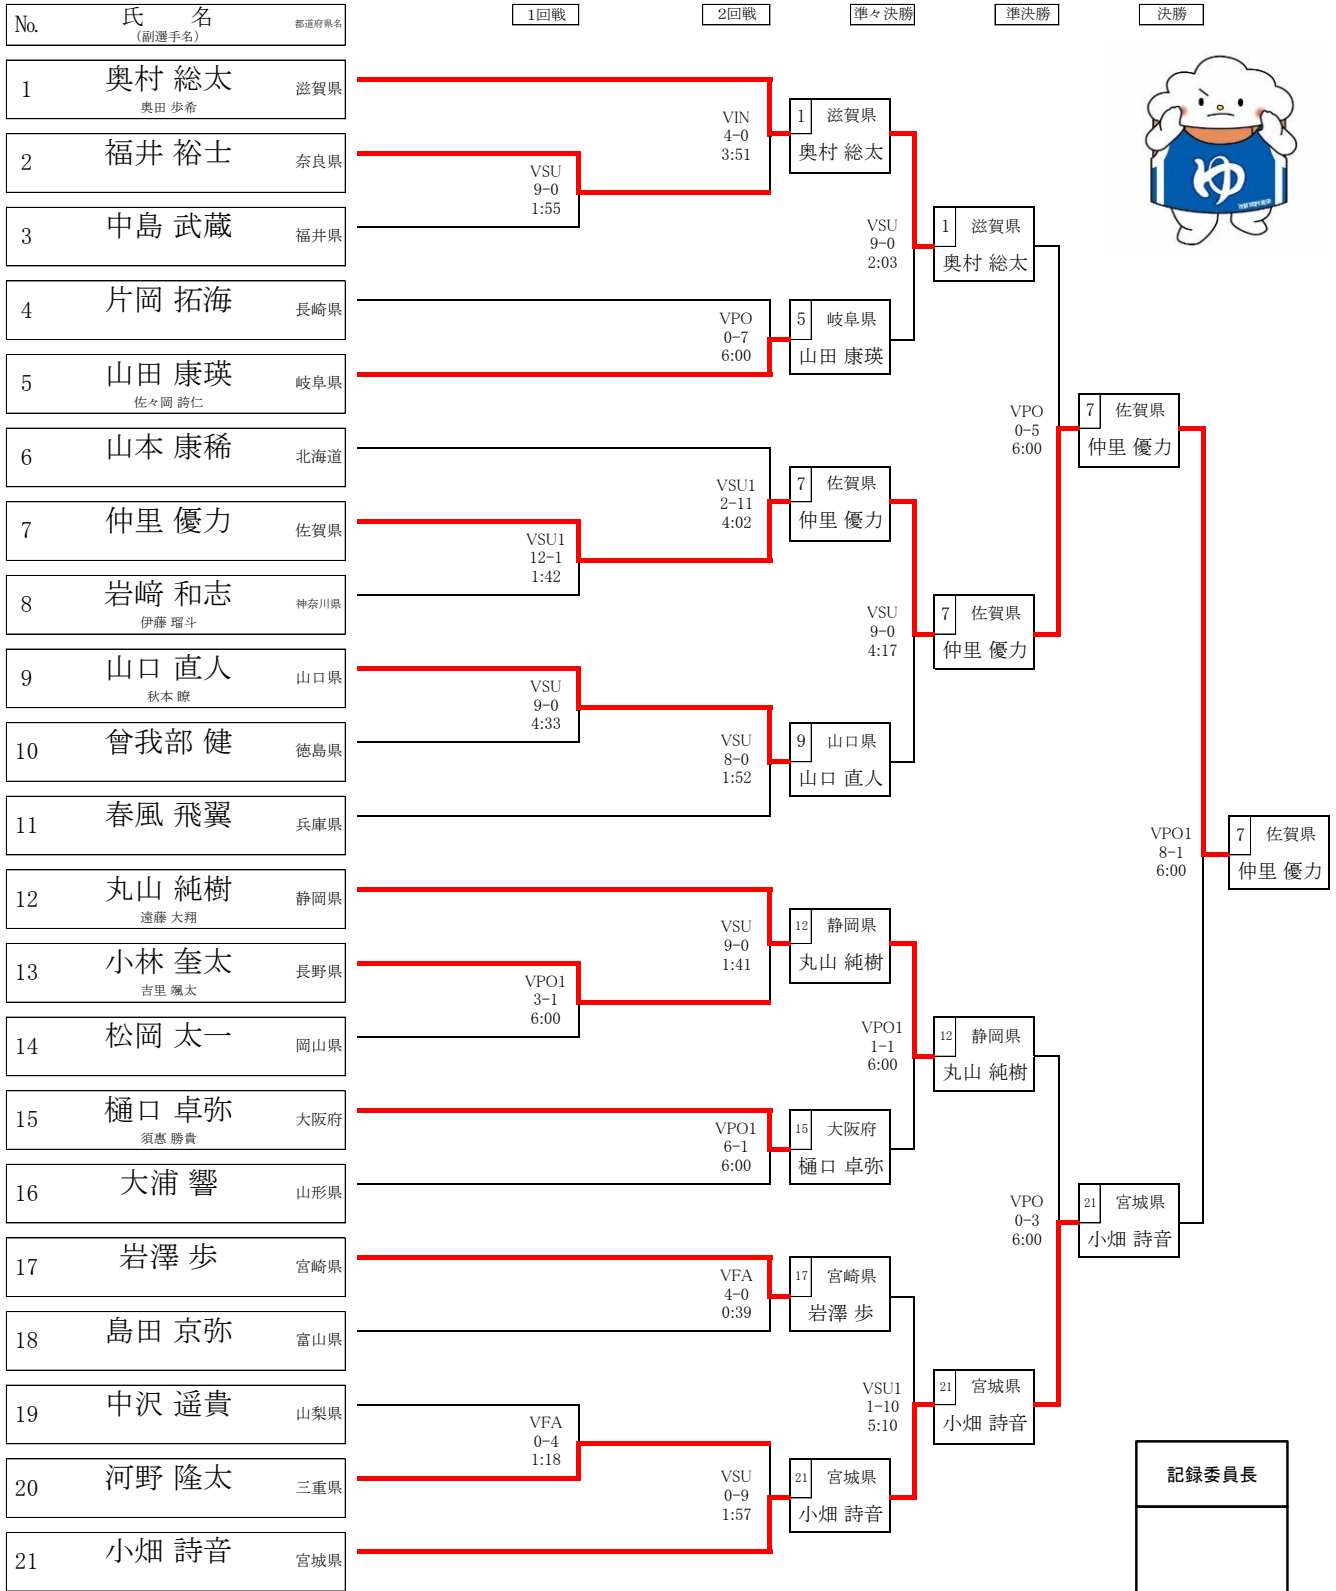 No. 氏 名 都道府県名 1回戦 2回戦 準々決勝 準決勝 決勝
(副選手名)
1 奥村 総太 滋賀県
奥田 歩希
2 福井 裕士 奈良県
3 中島 武蔵 福井県
4 片岡 拓海 長崎県
5 山田 康瑛 岐阜県
佐々岡 誇仁
6 山本 康稀 北海道
7 仲里 優力 佐賀県
8 岩﨑 和志 神奈川県
伊藤 瑠斗
9 山口 直人 山口県
秋本 瞭
10 曾我部 健 徳島県
11 春風 飛翼 兵庫県
12 丸山 純樹 静岡県
遠藤 大翔
13 小林 奎太 長野県
吉里 颯太
14 松岡 太一 岡山県
15 樋口 卓弥 大阪府
須惠 勝貴
16 大浦 響 山形県
17 岩澤 歩 宮崎県
18 島田 京弥 富山県
19 中沢 遥貴 山梨県
20 河野 隆太 三重県
21 小畑 詩音 宮城県
VSU
9-0
1:55
VSU1
12-1
1:42
VSU
9-0
4:33
VPO1
3-1
6:00
VFA
0-4
1:18
VIN
4-0
3:51
VPO
0-7
6:00
VSU1
2-11
4:02
VSU
8-0
1:52
VSU
9-0
1:41
VPO1
6-1
6:00
VFA
4-0
0:39
VSU
0-9
1:57
1 滋賀県
奥村 総太
5 岐阜県
山田 康瑛
7 佐賀県
仲里 優力
9 山口県
山口 直人
12 静岡県
丸山 純樹
15 大阪府
樋口 卓弥
17 宮崎県
岩澤 歩
21 宮城県
小畑 詩音
VSU
9-0
2:03
VSU
9-0
4:17
VPO1
1-1
6:00
VSU1
1-10
5:10
1 滋賀県
奥村 総太
7 佐賀県
仲里 優力
12 静岡県
丸山 純樹
21 宮城県
小畑 詩音
VPO
0-5
6:00
VPO
0-3
6:00
7 佐賀県
仲里 優力
21 宮城県
小畑 詩音
VPO1
8-1
6:00
7 佐賀県
仲里 優力
ゆ
記録委員長